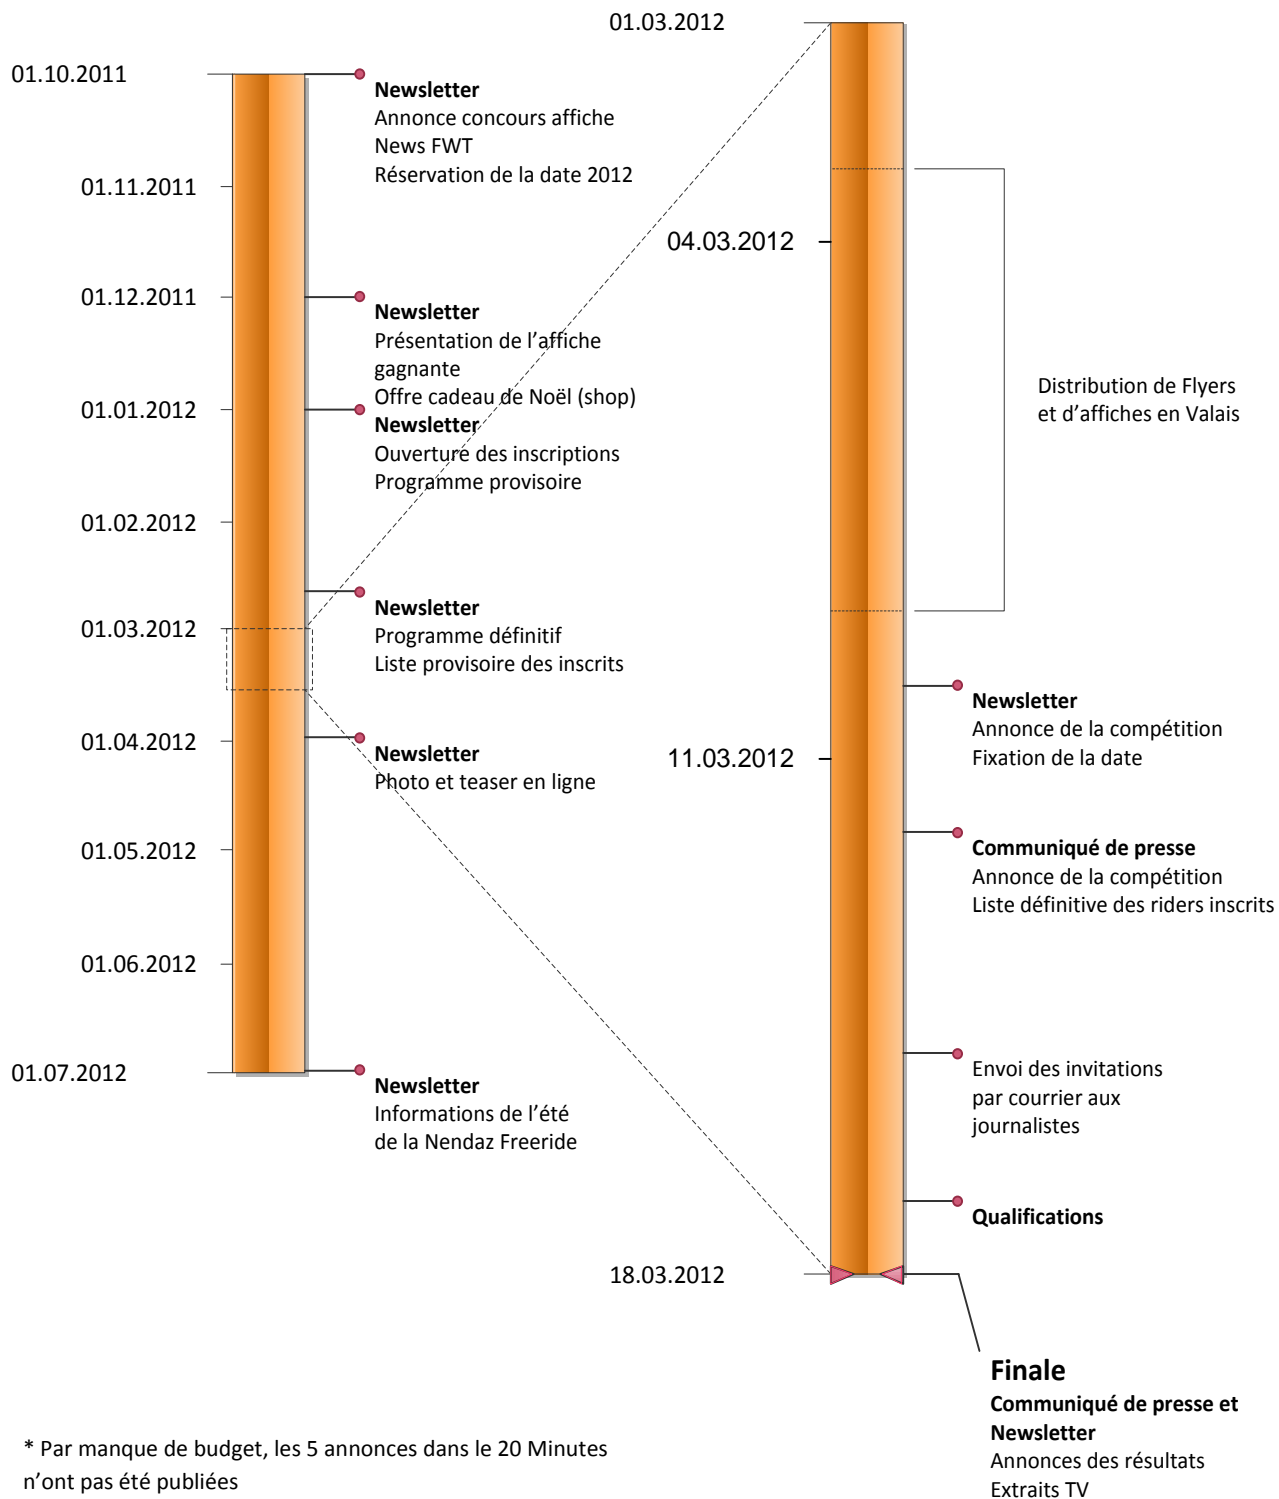 01.10.2011
Newsletter
Annonce concours affiche
News FWT
Réservation de la date 2012
01.11.2011
01.12.2011
Newsletter
Présentation de l’affiche
gagnante
Offre cadeau de Noël (shop)
01.01.2012
Newsletter
Ouverture des inscriptions
Programme provisoire
01.02.2012
Newsletter
Programme définitif
Liste provisoire des inscrits
01.03.2012
01.04.2012
Newsletter
Photo et teaser en ligne
01.05.2012
01.06.2012
01.07.2012
Newsletter
Informations de l’été
de la Nendaz Freeride
01.03.2012
04.03.2012
Distribution de Flyers
et d’affiches en Valais
Newsletter
Annonce de la compétition
Fixation de la date
11.03.2012
Communiqué de presse
Annonce de la compétition
Liste définitive des riders inscrits
Envoi des invitations
par courrier aux
journalistes
Qualifications
18.03.2012
Finale
Communiqué de presse et
Newsletter
Annonces des résultats
Extraits TV
* Par manque de budget, les 5 annonces dans le 20 Minutes
n’ont pas été publiées